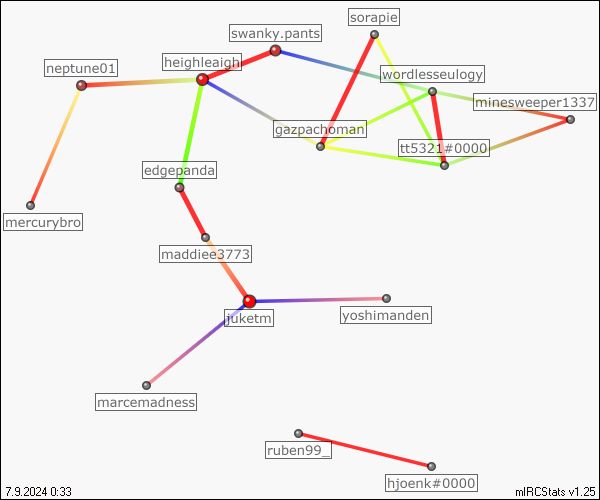 sorapie
swanky.pants
heighleaigh
neptune01
wordlesseulogy
minesweeper1337
gazpachoman
tt5321#0000
edgepanda
mercurybro
maddiee3773
juketm
yoshimanden
marcemadness
ruben99_
hjoenk#0000
7.9.2024 0:33
mIRCStats v1.25